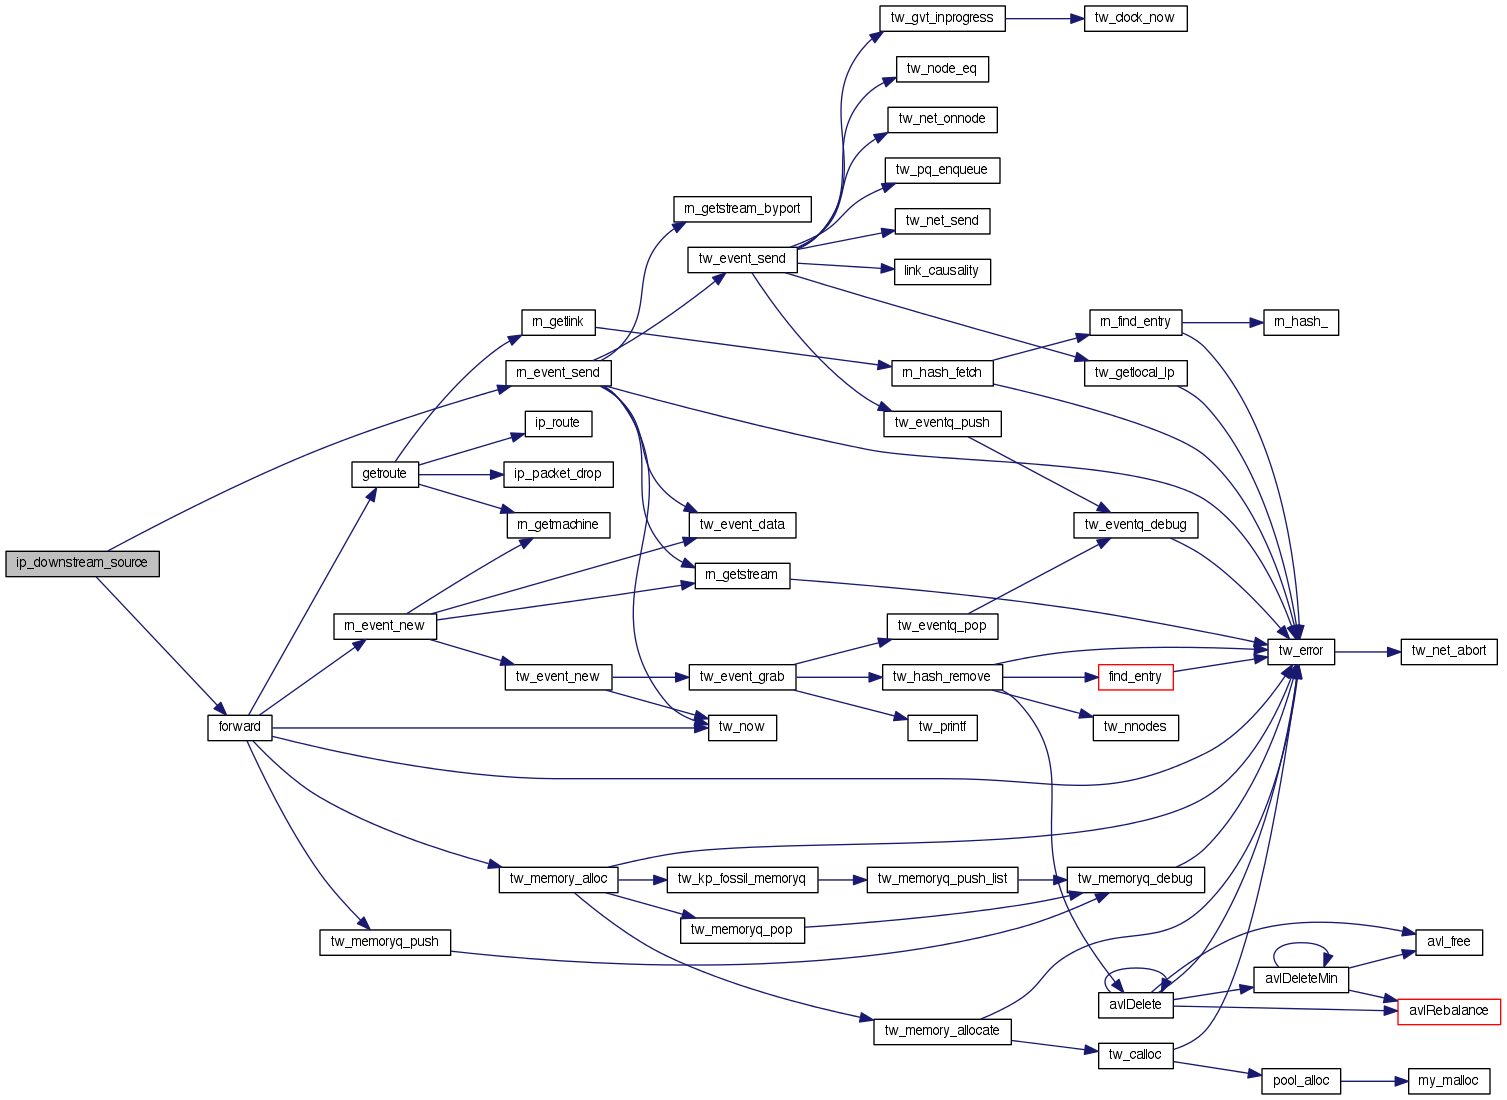 tw_gvt_inprogress
tw_clock_now
tw_node_eq
tw_net_onnode
tw_pq_enqueue
rn_getstream_byport
tw_net_send
tw_event_send
link_causality
rn_getlink
rn_find_entry
rn_hash_
rn_event_send
rn_hash_fetch
tw_getlocal_lp
ip_route
tw_eventq_push
getroute
ip_packet_drop
rn_getmachine
tw_event_data
tw_eventq_debug
ip_downstream_source
rn_getstream
rn_event_new
tw_eventq_pop
tw_error
tw_net_abort
tw_event_new
tw_event_grab
tw_hash_remove
find_entry
forward
tw_now
tw_printf
tw_nnodes
tw_memory_alloc
tw_kp_fossil_memoryq
tw_memoryq_push_list
tw_memoryq_debug
tw_memoryq_pop
tw_memoryq_push
avl_free
avlDeleteMin
avlDelete
avlRebalance
tw_memory_allocate
tw_calloc
pool_alloc
my_malloc